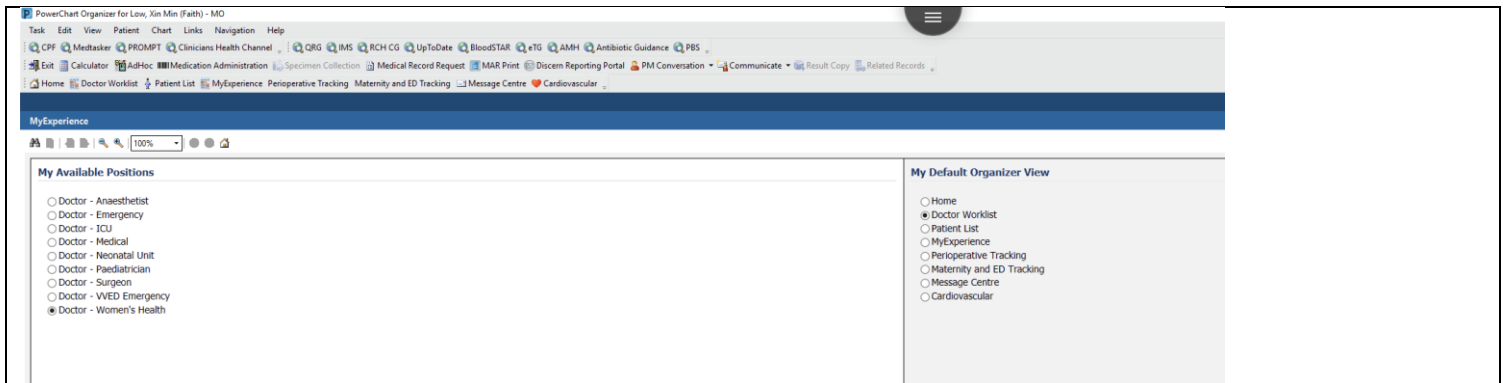 PowerChart Organizer for Low, Xin Min (Faith) - MO
Task Edit View Patient Chart Links Navigation Help
CPF Medtasker PROMPT Clinicians Health Channel QRG IMS RCH CG UpToDate BloodSTAR eTG AMH Antibiotic Guidance PBS
Exit Calculator AdHoc Medication Administration Specimen Collection Medical Record Request MAR Print Discern Reporting Portal PM Conversation Communicate Result Copy Related Records
Home Doctor Worklist Patient List MyExperience Perioperative Tracking Maternity and ED Tracking Message Centre Cardiovascular
MyExperience
100%
My Available Positions
Doctor - Anaesthetist
Doctor - Emergency
Doctor - ICU
Doctor - Medical
Doctor - Neonatal Unit
Doctor - Paediatrician
Doctor - Surgeon
Doctor - VVED Emergency
Doctor - Women's Health
My Default Organizer View
Home
Doctor Worklist
Patient List
MyExperience
Perioperative Tracking
Maternity and ED Tracking
Message Centre
Cardiovascular